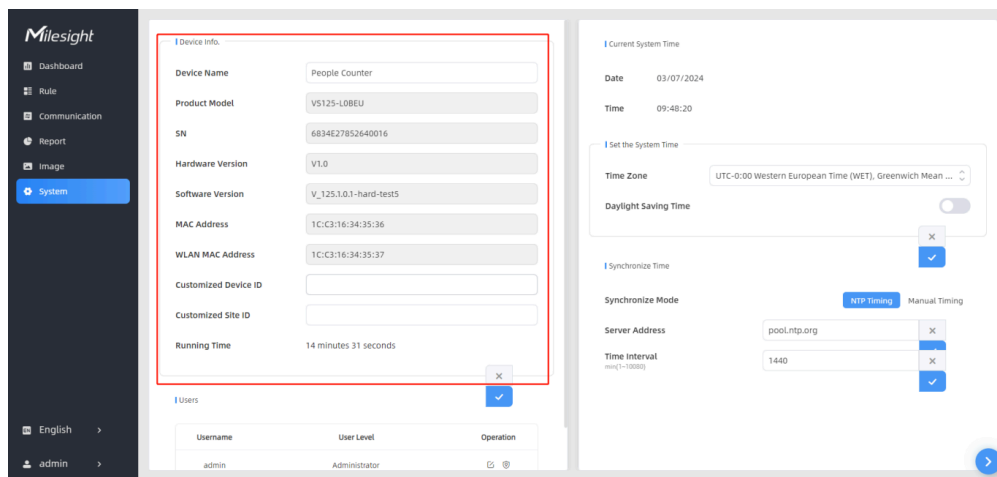 Milesight
Dashboard
Rule
Communication
Report
Image
System
EN English
admin
Device Info.
Device Name People Counter
Product Model VS125-L08EU
SN 6834E27852640016
Hardware Version V1.0
Software Version V_125.1.0.1-hard-test5
MAC Address 1C:C3:16:34:35:36
WLAN MAC Address 1C:C3:16:34:35:37
Customized Device ID
Customized Site ID
Running Time 14 minutes 31 seconds
Users
Username User Level Operation
admin Administrator
Current System Time
Date 03/07/2024
Time 09:48:20
Set the System Time
Time Zone UTC-0:00 Western European Time (WET), Greenwich Mean ...
Daylight Saving Time
Synchronize Time
Synchronize Mode NTP Timing Manual Timing
Server Address pool.ntp.org
Time Interval 1440
min(1~10080)